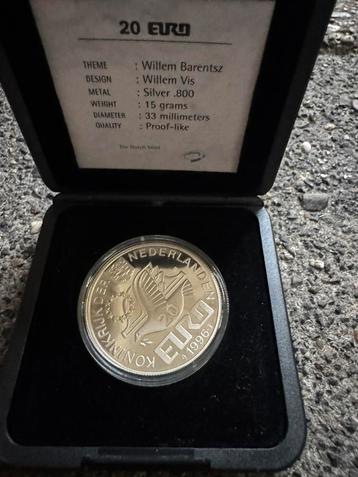 20 EURO
THEME : Willem Barentsz
DESIGN : Willem Vis
METAL : Silver .800
WEIGHT : 15 grams
DIAMETER : 33 millimeters
QUALITY : Proof-like
The Dutch Mint
KONINKRIJK DER NEDERLANDEN
20
EURO
1996